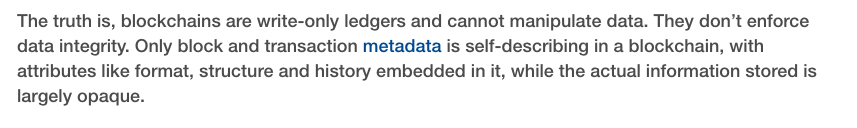 The truth is, blockchains are write-only ledgers and cannot manipulate data. They don’t enforce
data integrity. Only block and transaction metadata is self-describing in a blockchain, with
attributes like format, structure and history embedded in it, while the actual information stored is
largely opaque.